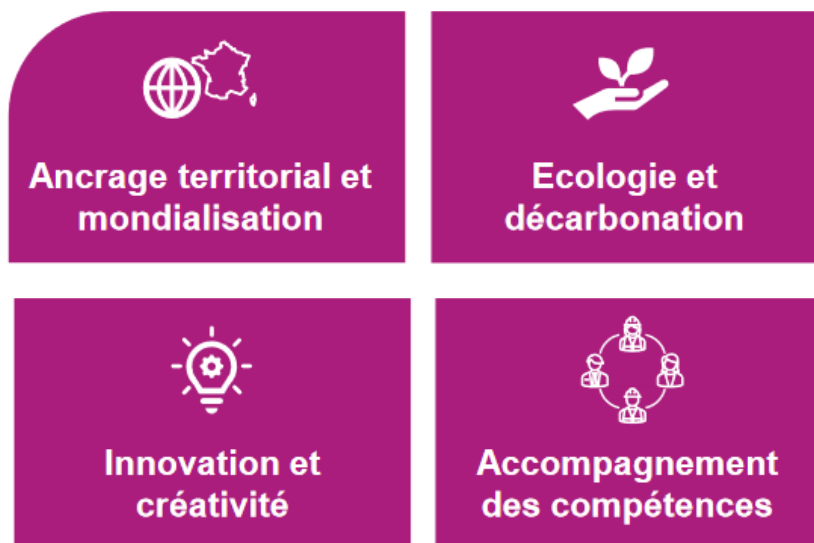 Ancrage territorial et
mondialisation
Ecologie et
décarbonation
Innovation et
créativité
Accompagnement
des compétences